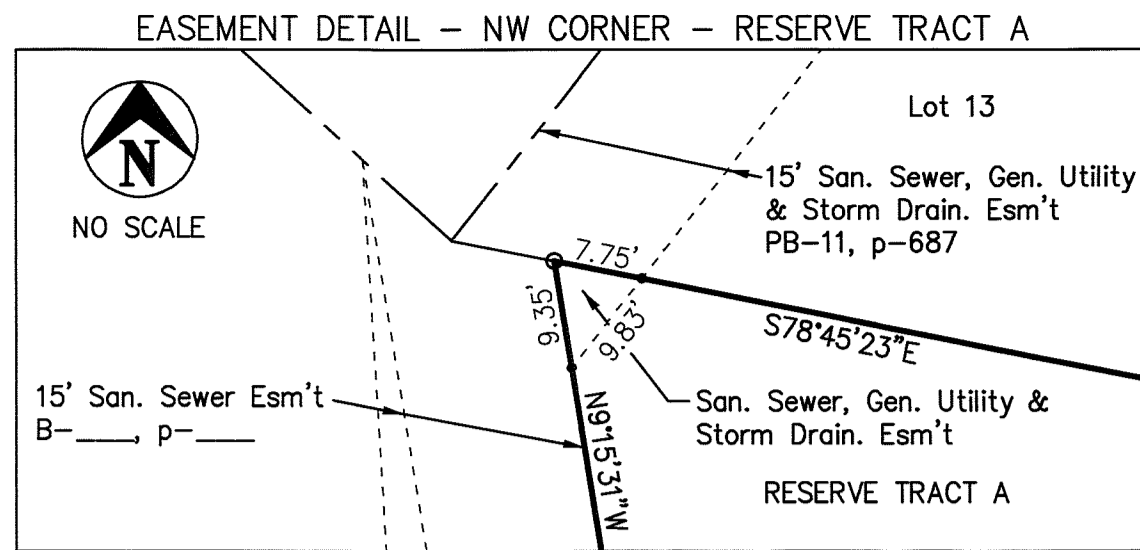 EASEMENT DETAIL – NW CORNER – RESERVE TRACT A
N
NO SCALE
Lot 13
15' San. Sewer, Gen. Utility
& Storm Drain. Esm't
PB–11, p–687
7.75'
9.35'
9.83'
S78°45'23"E
15' San. Sewer Esm't
B–___, p–___
N9°15'31"W
San. Sewer, Gen. Utility &
Storm Drain. Esm't
RESERVE TRACT A